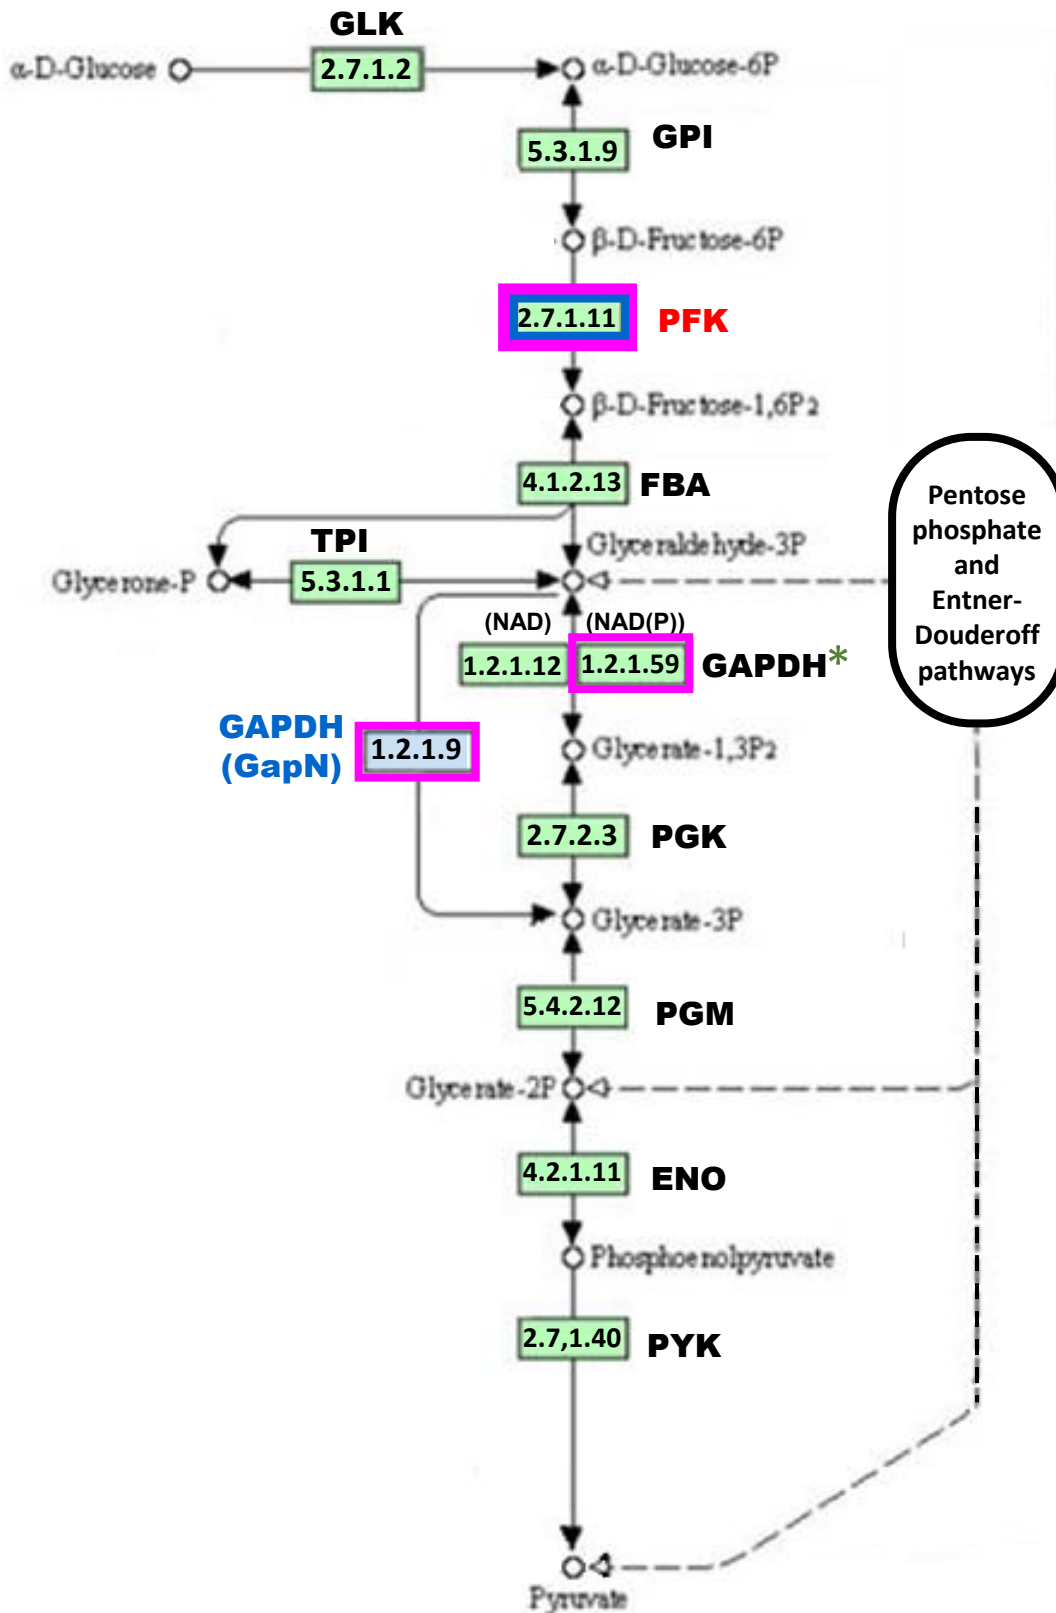 GLK
α-D-Glucose
2.7.1.2
α-D-Glucose-6P
5.3.1.9
GPI
β-D-Fructose-6P
2.7.1.11
PFK
β-D-Fructose-1,6P2
4.1.2.13
FBA
Pentose
phosphate
and
Entner-
Douderoff
pathways
TPI
Glyceraldehyde-3P
Glycerone-P
5.3.1.1
(NAD)
(NAD(P))
1.2.1.12
1.2.1.59
GAPDH*
GAPDH
(GapN)
1.2.1.9
Glycerate-1,3P2
2.7.2.3
PGK
Glycerate-3P
5.4.2.12
PGM
Glycerate-2P
4.2.1.11
ENO
Phosphoenolpyruvate
2.7,1.40
PYK
Pyruvate